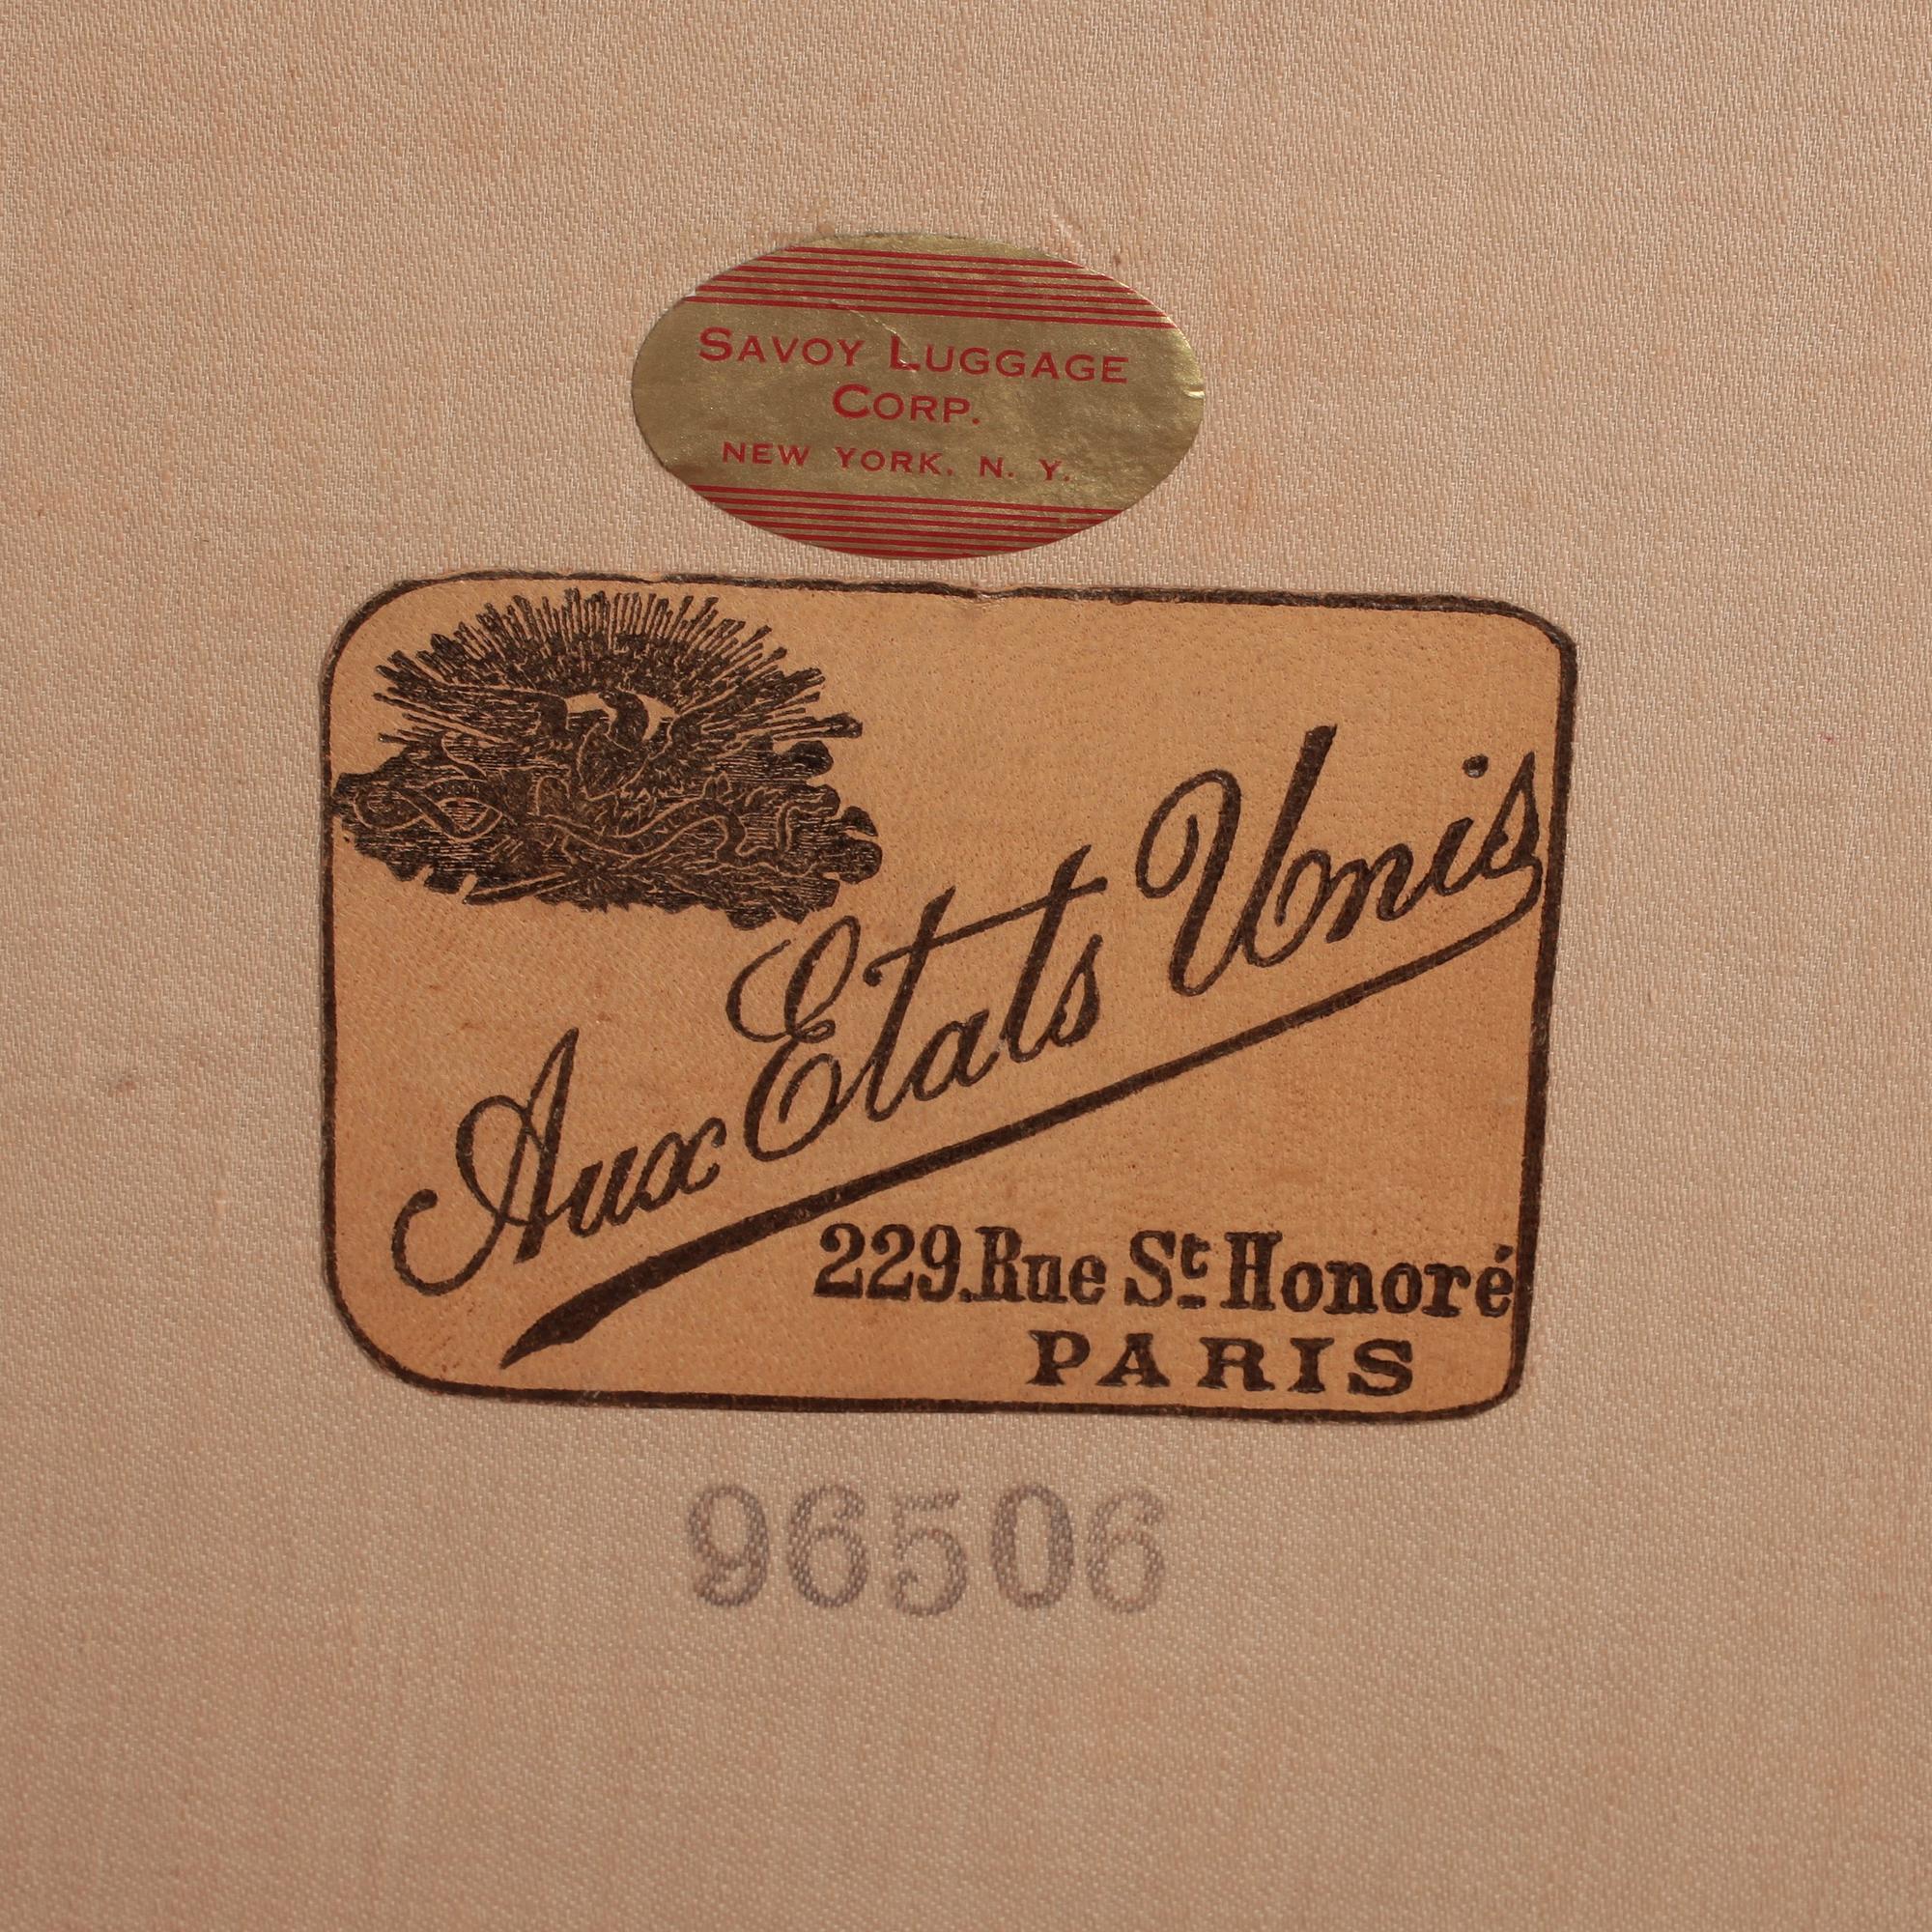 SAVOY LUGGAGE
CORP.
NEW YORK, N. Y.
Aux Etats Unis
229. Rue St Honoré
PARIS
96506